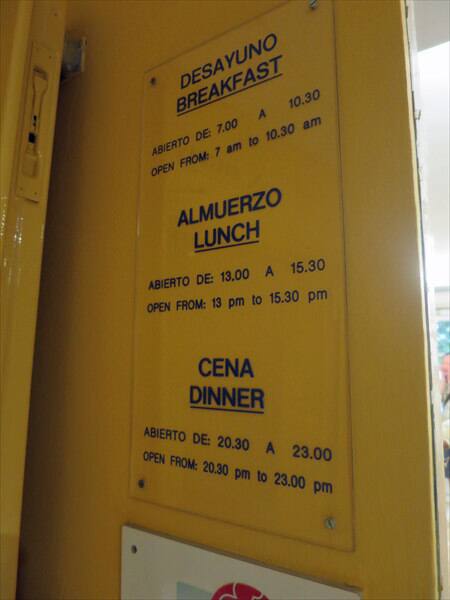 DESAYUNO
BREAKFAST
ABIERTO DE: 7.00 A 10.30
OPEN FROM: 7 am to 10.30 am
ALMUERZO
LUNCH
ABIERTO DE: 13.00 A 15.30
OPEN FROM: 13 pm to 15.30 pm
CENA
DINNER
ABIERTO DE: 20.30 A 23.00
OPEN FROM: 20.30 pm to 23.00 pm